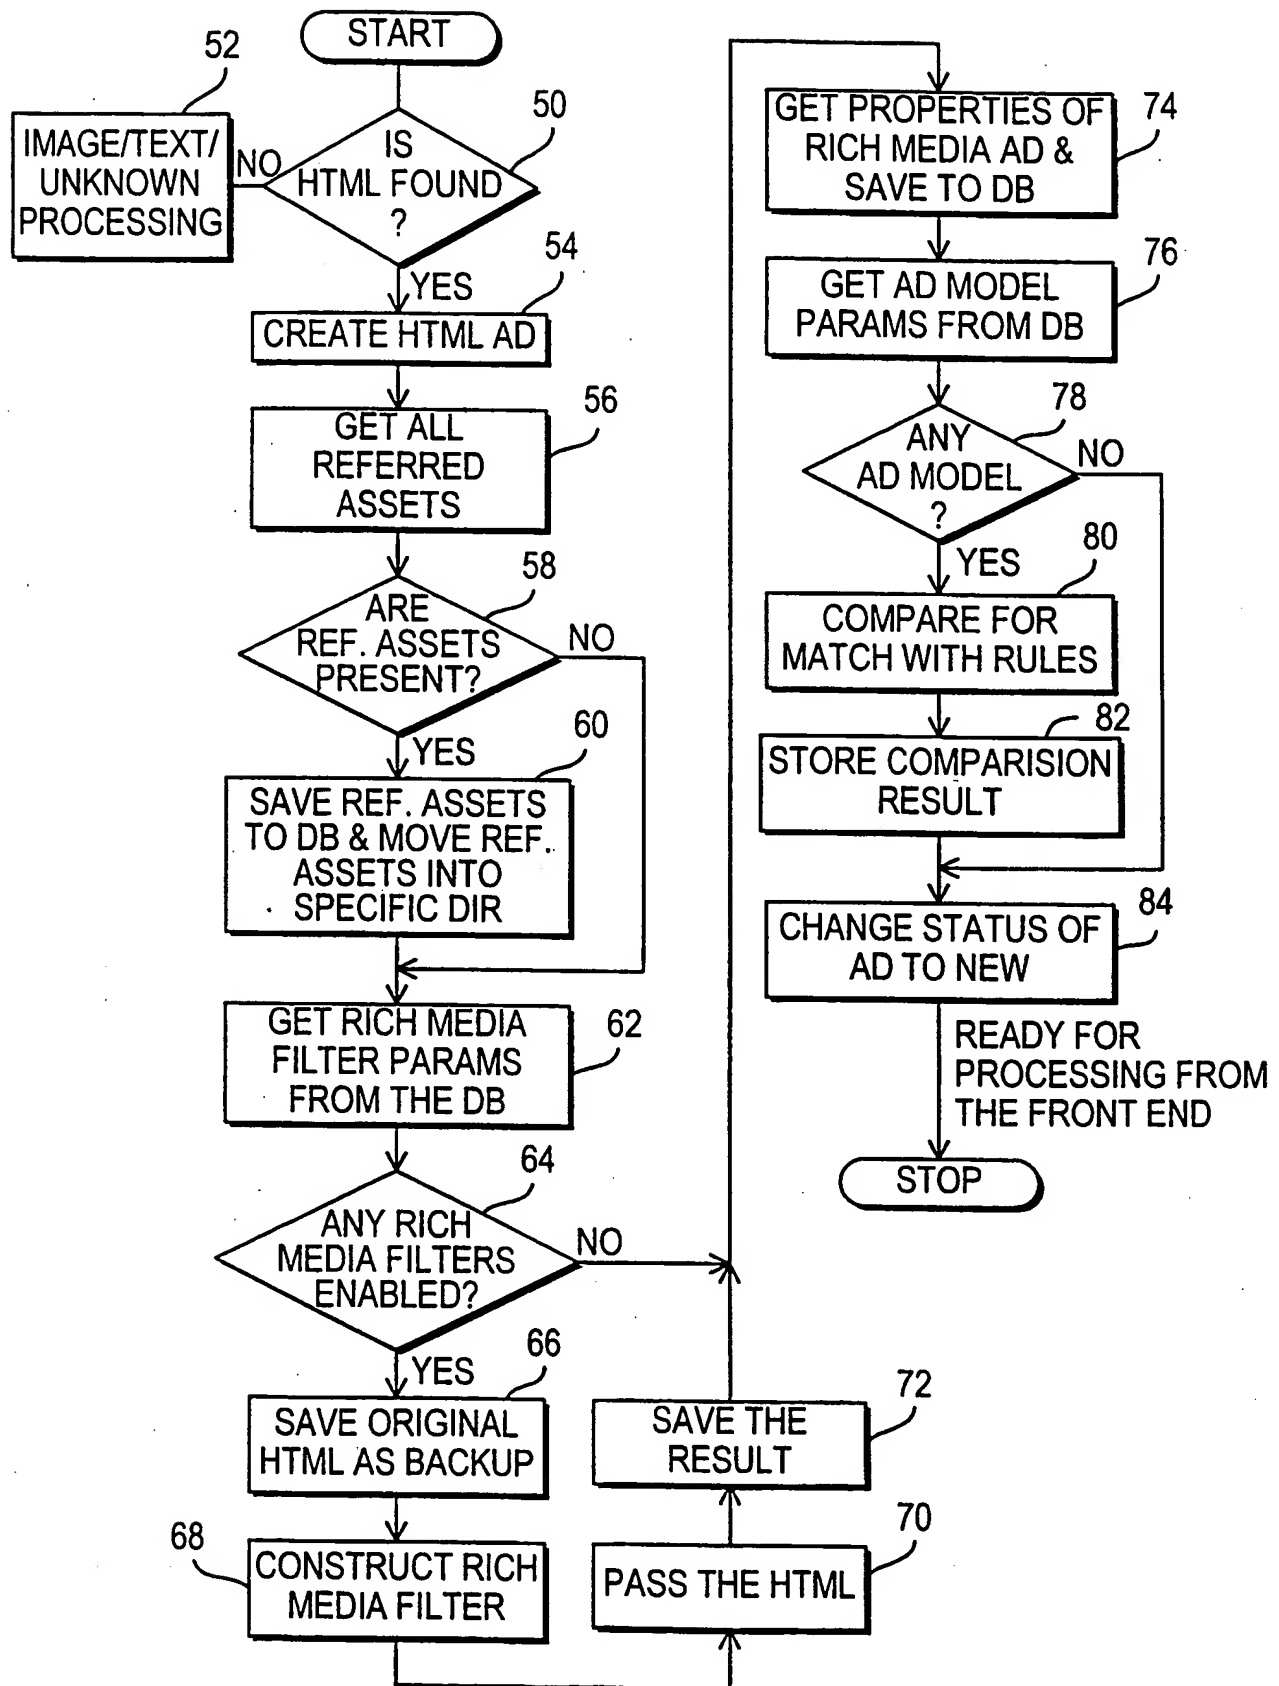 START
52
50
IMAGE/TEXT/
UNKNOWN
PROCESSING
NO
IS
HTML FOUND
?
YES
54
CREATE HTML AD
56
GET ALL
REFERRED
ASSETS
58
ARE
REF. ASSETS
PRESENT?
NO
YES
60
SAVE REF. ASSETS
TO DB & MOVE REF.
ASSETS INTO
SPECIFIC DIR
GET RICH MEDIA
FILTER PARAMS
FROM THE DB
62
64
ANY RICH
MEDIA FILTERS
ENABLED?
NO
YES
66
SAVE ORIGINAL
HTML AS BACKUP
68
CONSTRUCT RICH
MEDIA FILTER
70
PASS THE HTML
72
SAVE THE
RESULT
74
GET PROPERTIES OF
RICH MEDIA AD &
SAVE TO DB
76
GET AD MODEL
PARAMS FROM DB
78
ANY
AD MODEL
?
NO
YES
80
COMPARE FOR
MATCH WITH RULES
82
STORE COMPARISION
RESULT
84
CHANGE STATUS OF
AD TO NEW
READY FOR
PROCESSING FROM
THE FRONT END
STOP